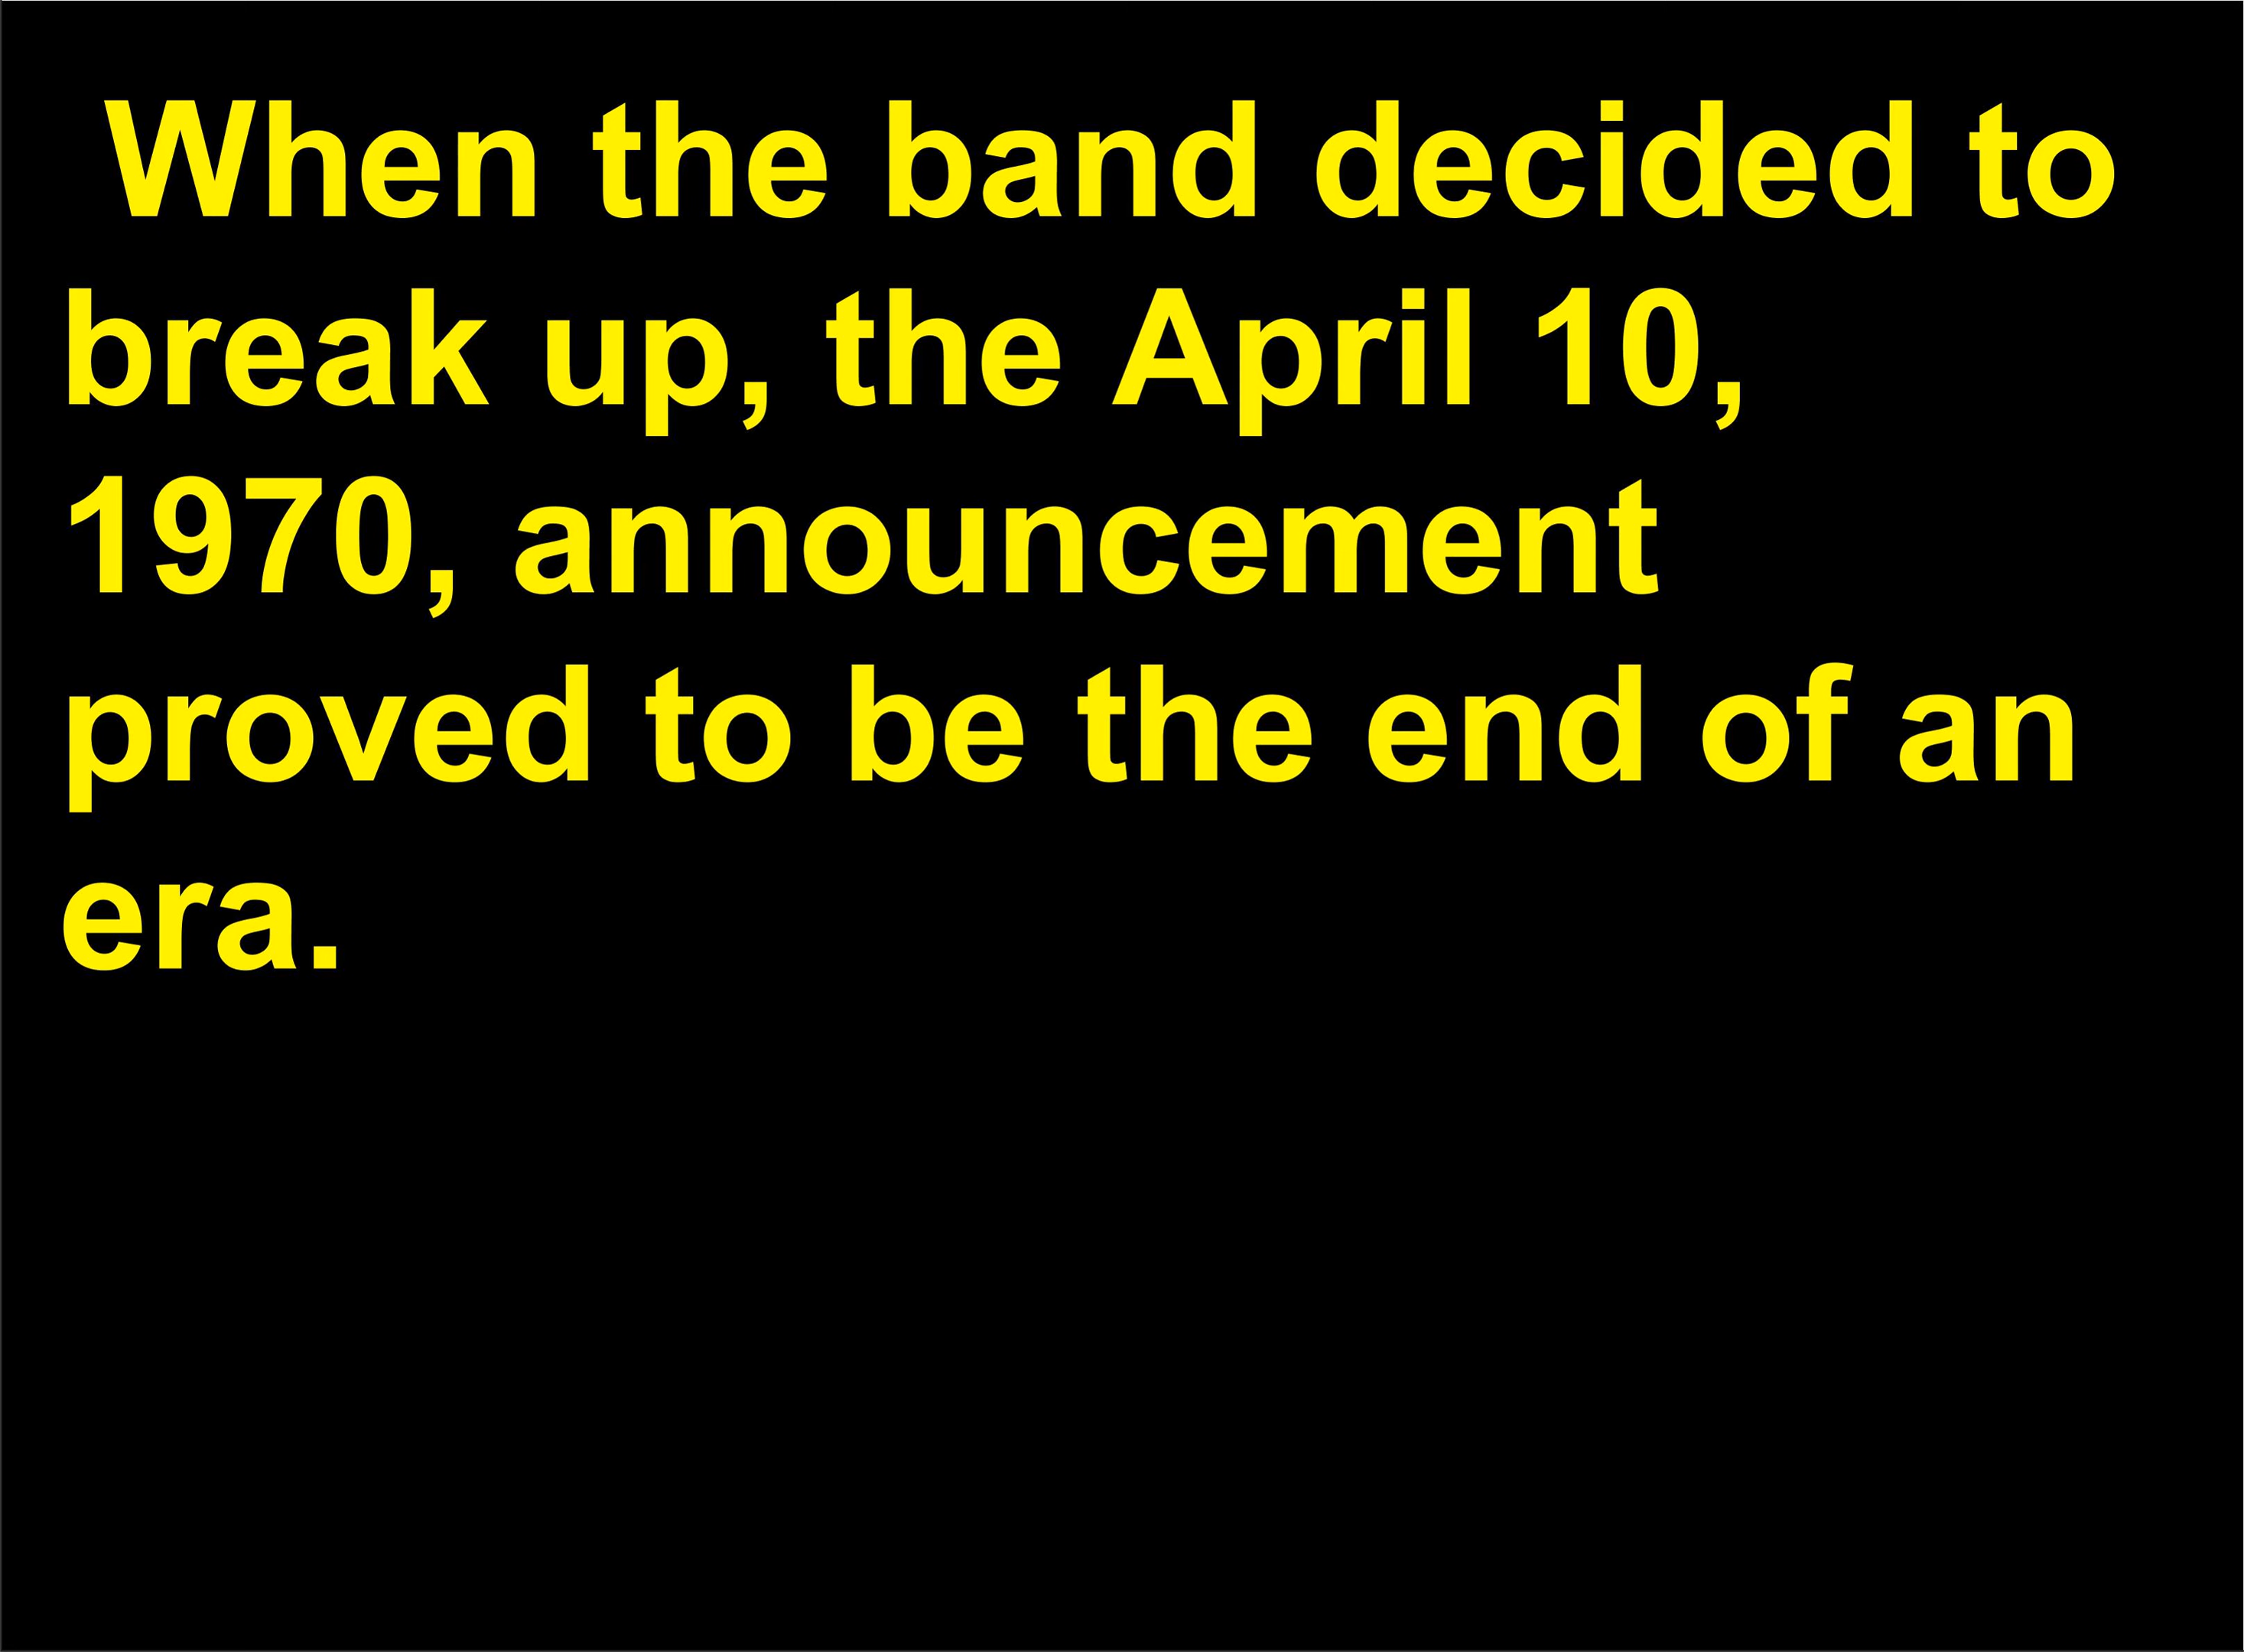 When the band decided to
break up, the April 10,
1970, announcement
proved to be the end of an
era.